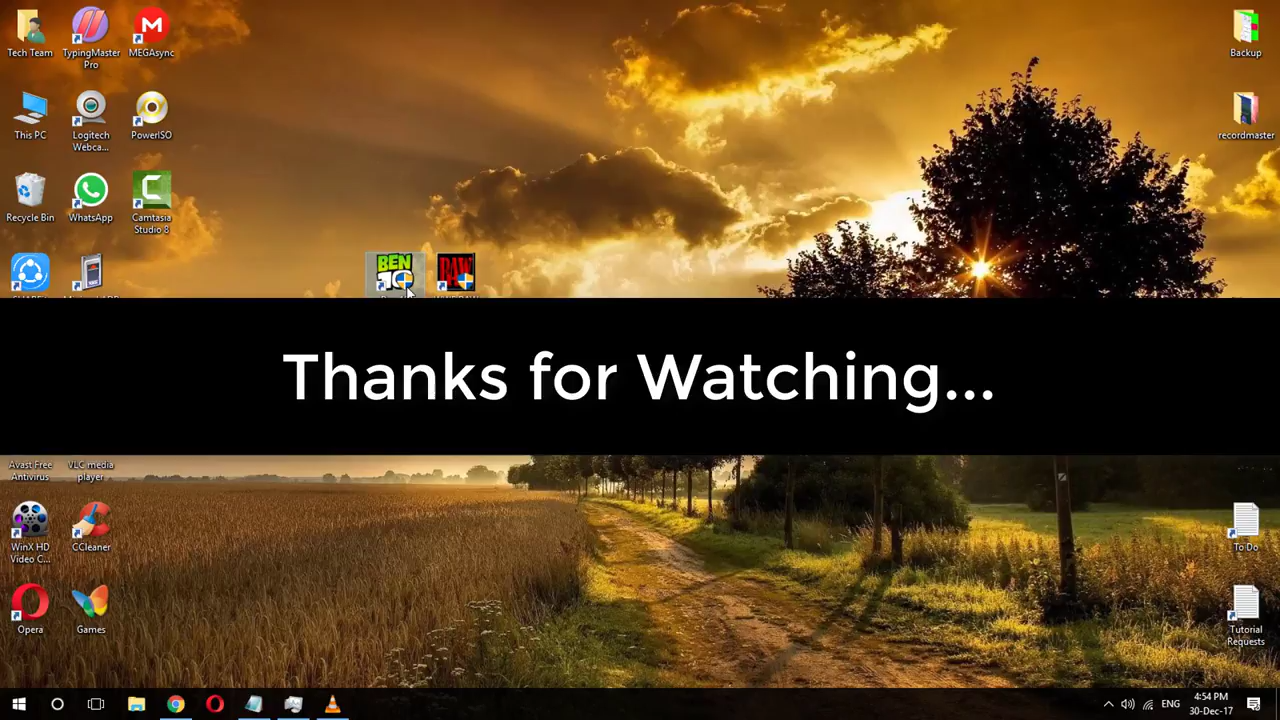 Tech Team
TypingMaster
Pro
MEGAsync
Backup
This PC
Logitech
Webca...
PowerISO
recordmaster
Recycle Bin
WhatsApp
Camtasia
Studio 8
BEN
10
RAW
Thanks for Watching...
Avast Free
Antivirus
VLC media
player
WinX HD
Video C...
CCleaner
To Do
Opera
Games
Tutorial
Requests
ENG
4:54 PM
30-Dec-17